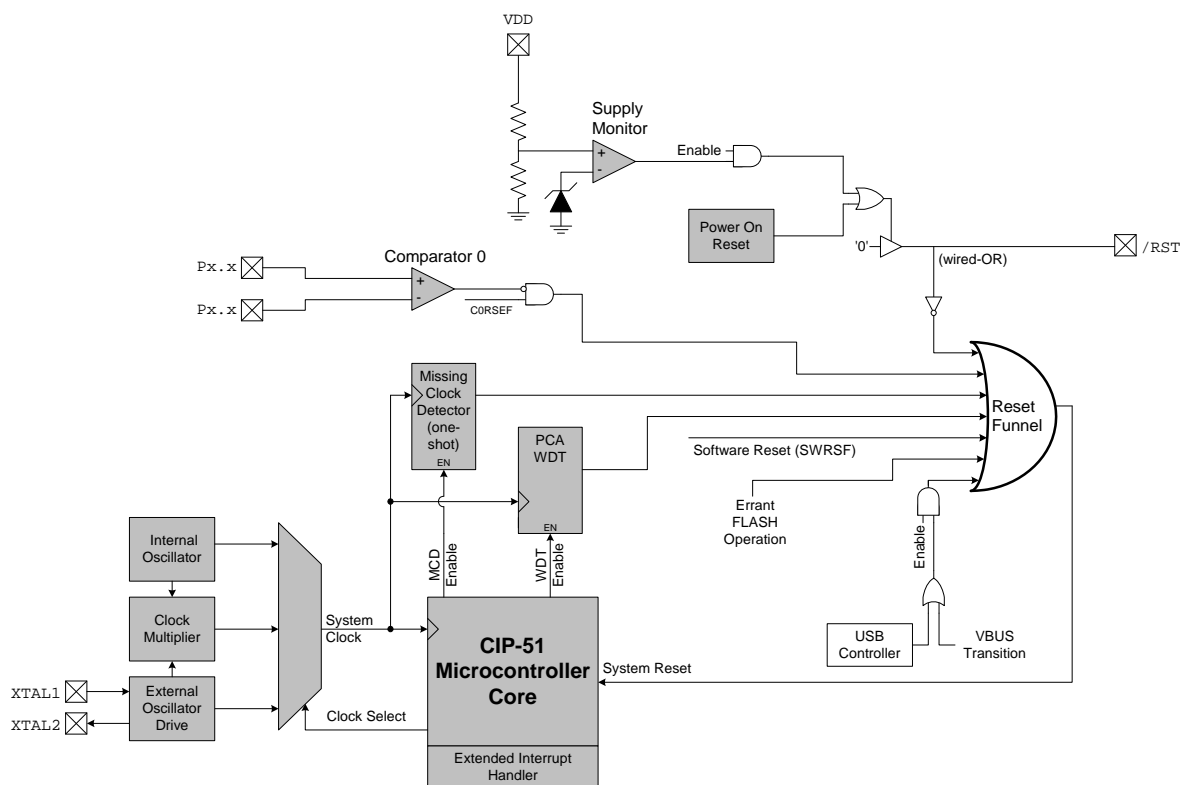 VDD
Supply
Monitor
+
-
Enable
Power On
Reset
'0'
/RST
(wired-OR)
Comparator 0
Px.x
+
Px.x
-
C0RSEF
Missing
Clock
Detector
(one-
shot)
EN
PCA
WDT
EN
Reset
Funnel
Software Reset (SWRSF)
Errant
FLASH
Operation
Enable
Internal
Oscillator
MCD
Enable
WDT
Enable
Clock
Multiplier
System
Clock
CIP-51
Microcontroller
Core
USB
Controller
VBUS
Transition
System Reset
XTAL1
XTAL2
External
Oscillator
Drive
Clock Select
Extended Interrupt
Handler